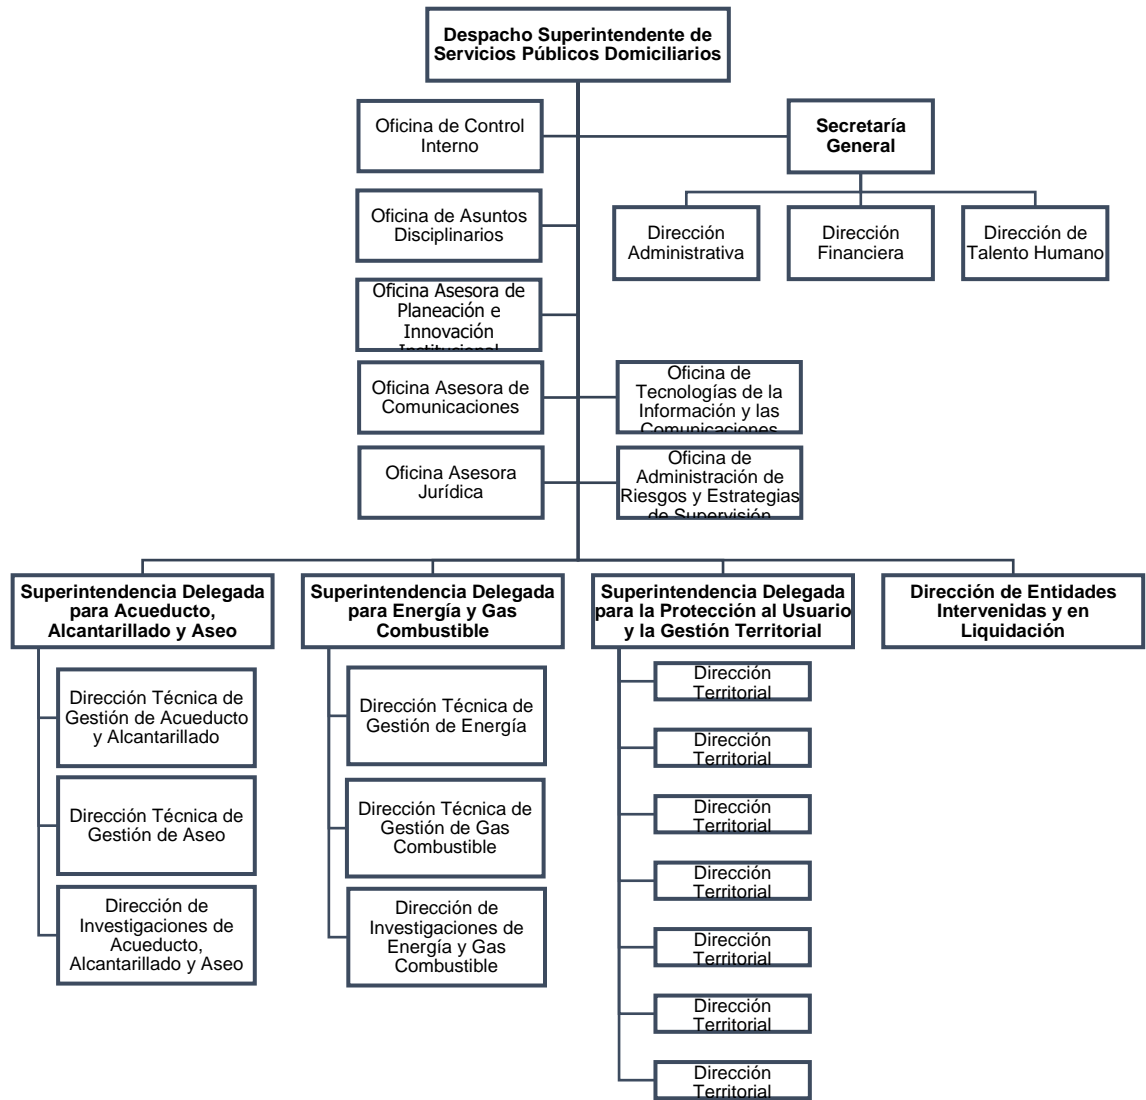 Despacho Superintendente de
Servicios Públicos Domiciliarios
Oficina de Control
Interno
Secretaría
General
Oficina de Asuntos
Disciplinarios
Dirección
Administrativa
Dirección
Financiera
Dirección de
Talento Humano
Oficina Asesora de
Planeación e
Innovación
Institucional
Oficina Asesora de
Comunicaciones
Oficina de
Tecnologías de la
Información y las
Comunicaciones
Oficina Asesora
Jurídica
Oficina de
Administración de
Riesgos y Estrategias
de Supervisión
Superintendencia Delegada
para Acueducto,
Alcantarillado y Aseo
Superintendencia Delegada
para Energía y Gas
Combustible
Superintendencia Delegada
para la Protección al Usuario
y la Gestión Territorial
Dirección de Entidades
Intervenidas y en
Liquidación
Dirección Técnica de
Gestión de Acueducto
y Alcantarillado
Dirección Técnica de
Gestión de Aseo
Dirección de
Investigaciones de
Acueducto,
Alcantarillado y Aseo
Dirección Técnica de
Gestión de Energía
Dirección Técnica de
Gestión de Gas
Combustible
Dirección de
Investigaciones de
Energía y Gas
Combustible
Dirección
Territorial
Dirección
Territorial
Dirección
Territorial
Dirección
Territorial
Dirección
Territorial
Dirección
Territorial
Dirección
Territorial